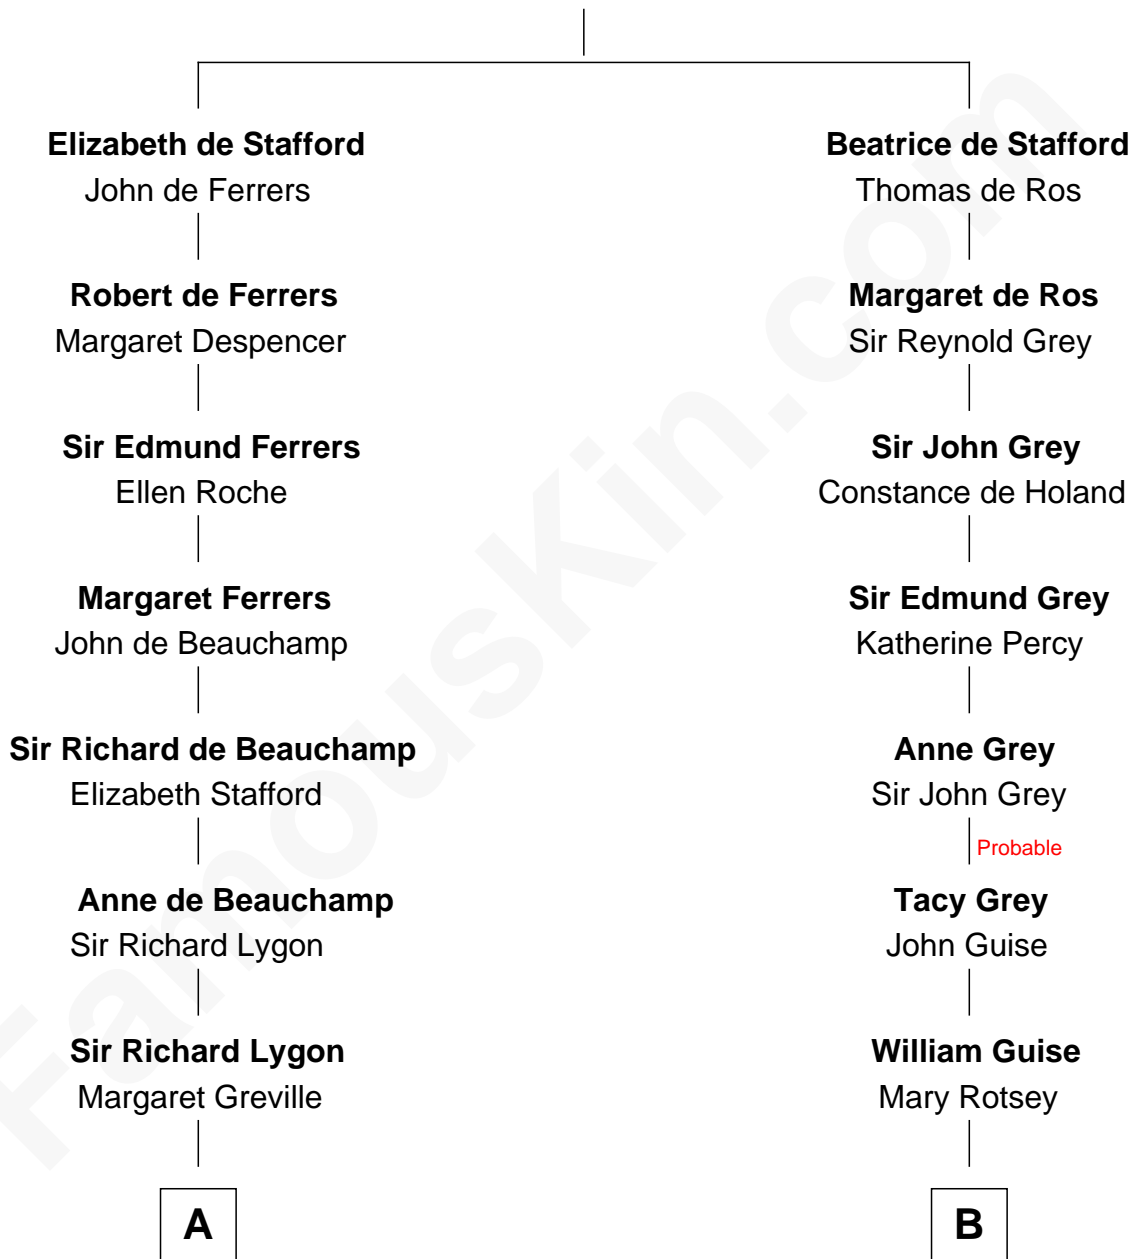 Elizabeth de Stafford
John de Ferrers
Robert de Ferrers
Margaret Despencer
Sir Edmund Ferrers
Ellen Roche
Margaret Ferrers
John de Beauchamp
Sir Richard de Beauchamp
Elizabeth Stafford
Anne de Beauchamp
Sir Richard Lygon
Sir Richard Lygon
Margaret Greville
A
Beatrice de Stafford
Thomas de Ros
Margaret de Ros
Sir Reynold Grey
Sir John Grey
Constance de Holand
Sir Edmund Grey
Katherine Percy
Anne Grey
Sir John Grey
Probable
Tacy Grey
John Guise
William Guise
Mary Rotsey
B
FamousKin.com